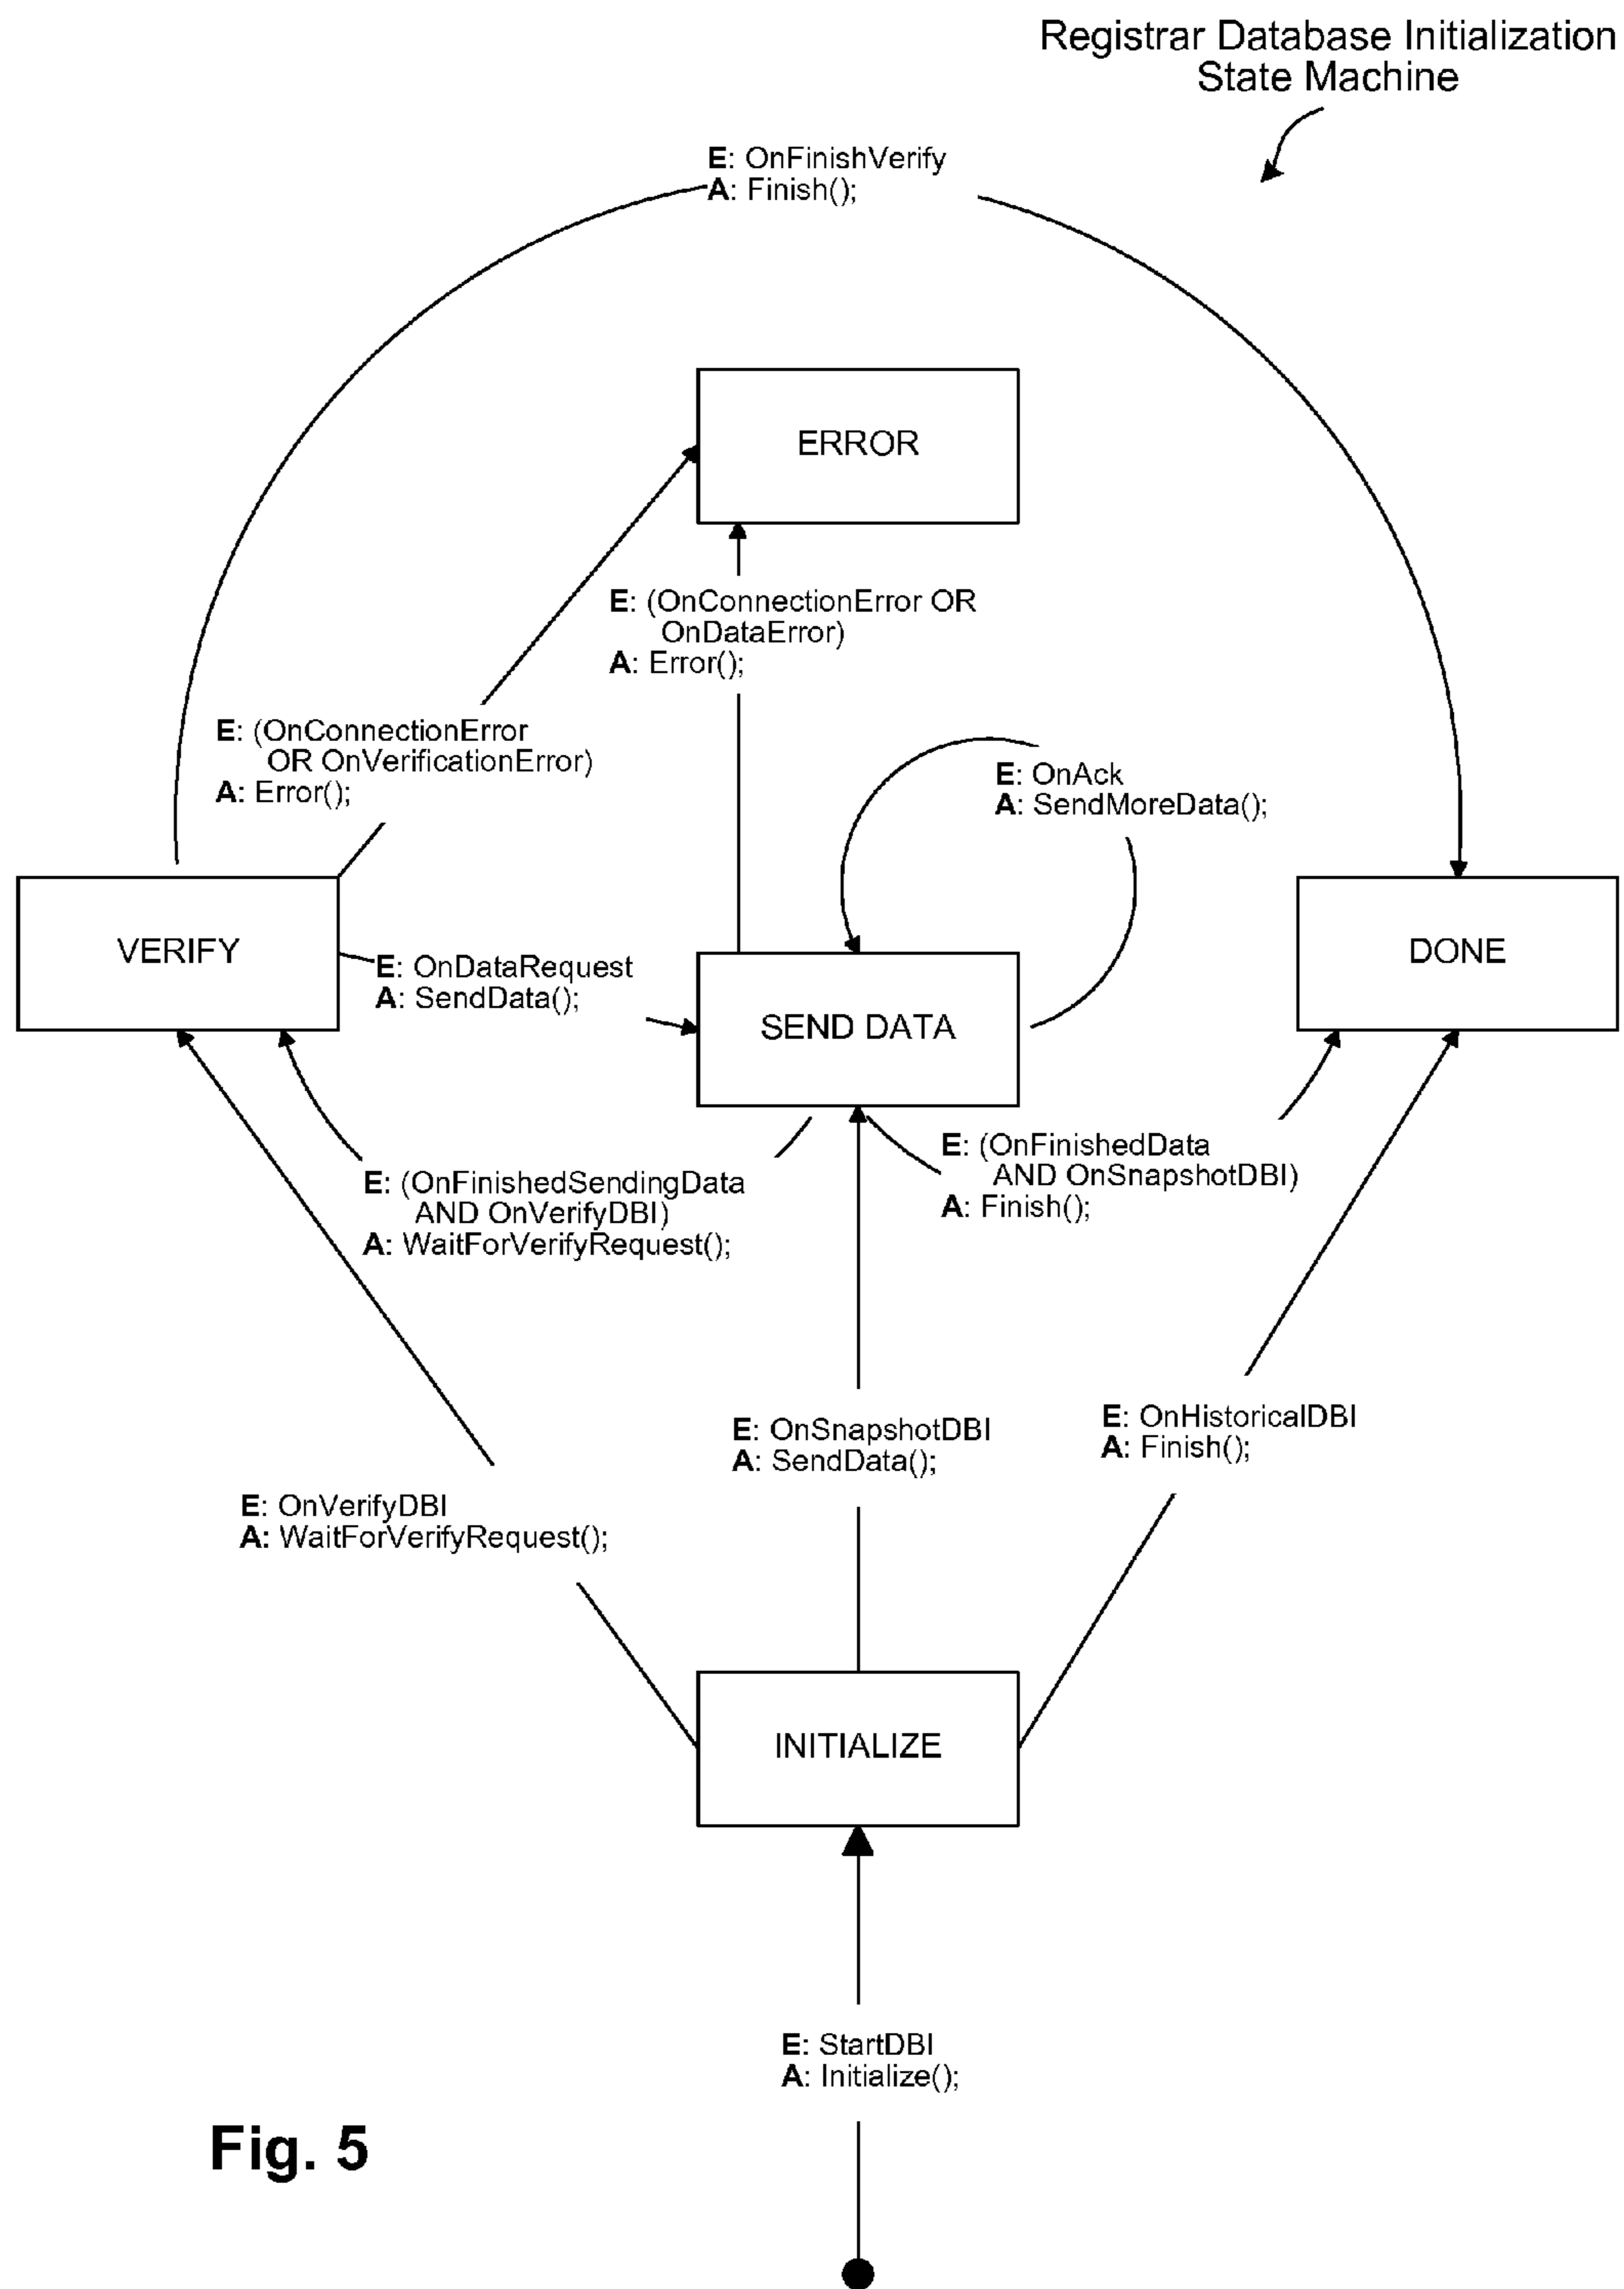 Registrar Database Initialization
State Machine
E: OnFinishVerify
A: Finish();
ERROR
E: (OnConnectionError OR
OnDataError)
A: Error();
E: (OnConnectionError
OR OnVerificationError)
A: Error();
E: OnAck
A: SendMoreData();
VERIFY
E: OnDataRequest
A: SendData();
SEND DATA
DONE
E: (OnFinishedSendingData
AND OnVerifyDBI)
A: WaitForVerifyRequest();
E: (OnFinishedData
AND OnSnapshotDBI)
A: Finish();
E: OnSnapshotDBI
A: SendData();
E: OnHistoricalDBI
A: Finish();
E: OnVerifyDBI
A: WaitForVerifyRequest();
INITIALIZE
E: StartDBI
A: Initialize();
Fig. 5